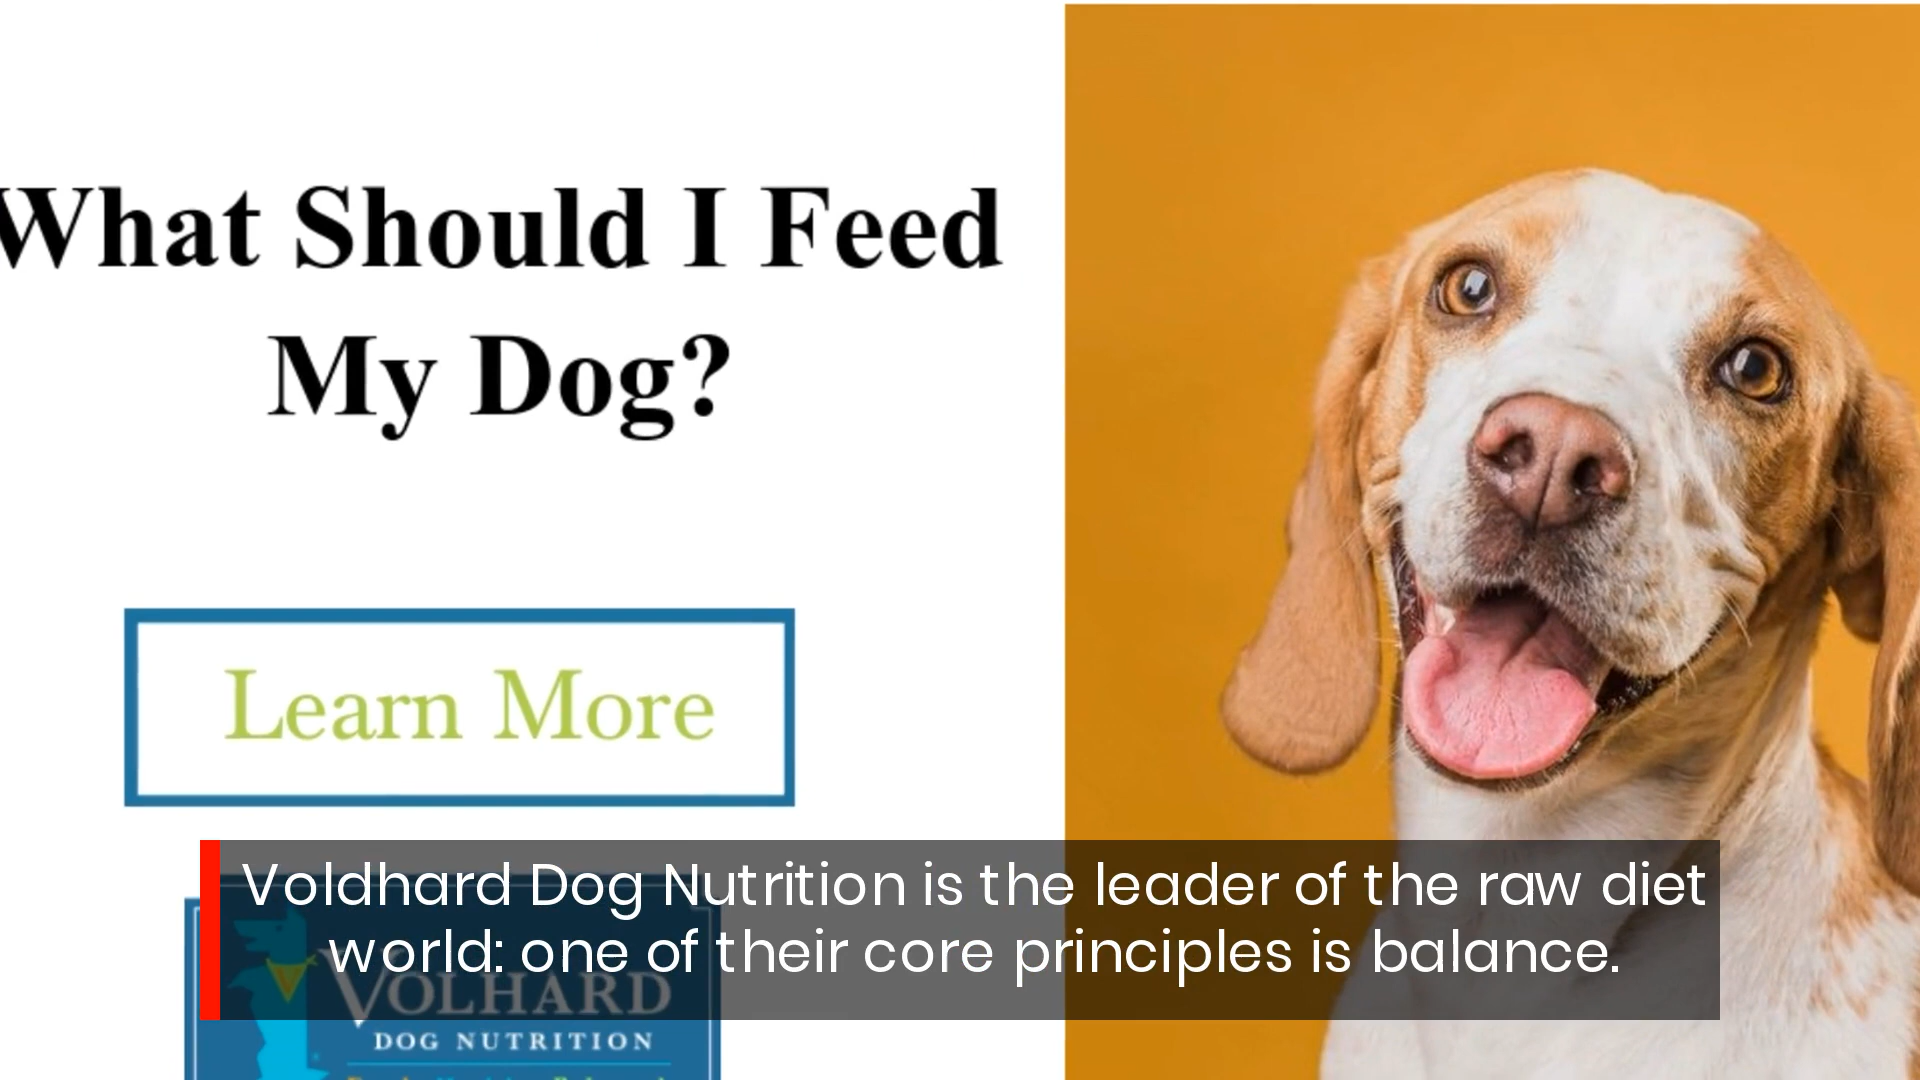 What Should I Feed
My Dog?
Learn More
Voldhard Dog Nutrition is the leader of the raw diet
world: one of their core principles is balance.
VOLHARD
DOG NUTRITION